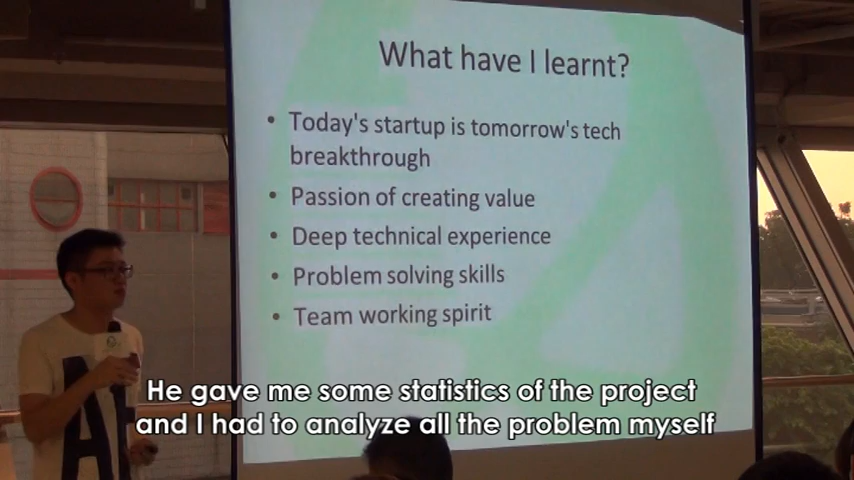 What have I learnt?
• Today's startup is tomorrow's tech
breakthrough
• Passion of creating value
• Deep technical experience
• Problem solving skills
• Team working spirit
He gave me some statistics of the project
and I had to analyze all the problem myself